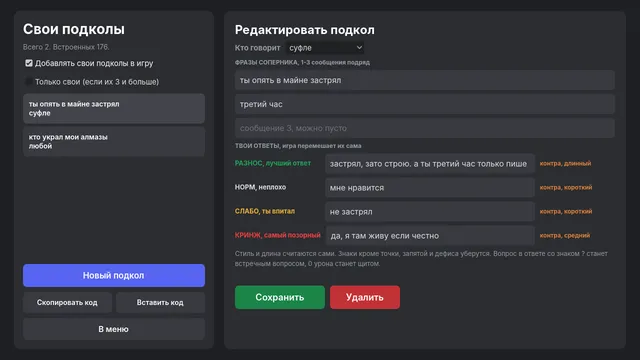 Свои подколы
Всего 2. Встроенных 176.
Добавлять свои подколы в игру
Только свои (если их 3 и больше)
ты опять в майне застрял
суфле
кто украл мои алмазы
любой
Новый подкол
Скопировать код
Вставить код
В меню
Редактировать подкол
Кто говорит суфле
ФРАЗЫ СОПЕРНИКА, 1-3 сообщения подряд
ты опять в майне застрял
третий час
сообщение 3, можно пусто
ТВОИ ОТВЕТЫ, игра перемешает их сама
РАЗНОС, лучший ответ застрял, зато строю. а ты третий час только пише контра, длинный
НОРМ, неплохо мне нравится контра, короткий
СЛАБО, ты впитал не застрял контра, короткий
КРИНЖ, самый позорный да, я там живу если честно контра, средний
Стиль и длина считаются сами. Знаки кроме точки, запятой и дефиса уберутся. Вопрос в ответе со знаком ? станет
встречным вопросом, 0 урона станет щитом.
Сохранить
Удалить